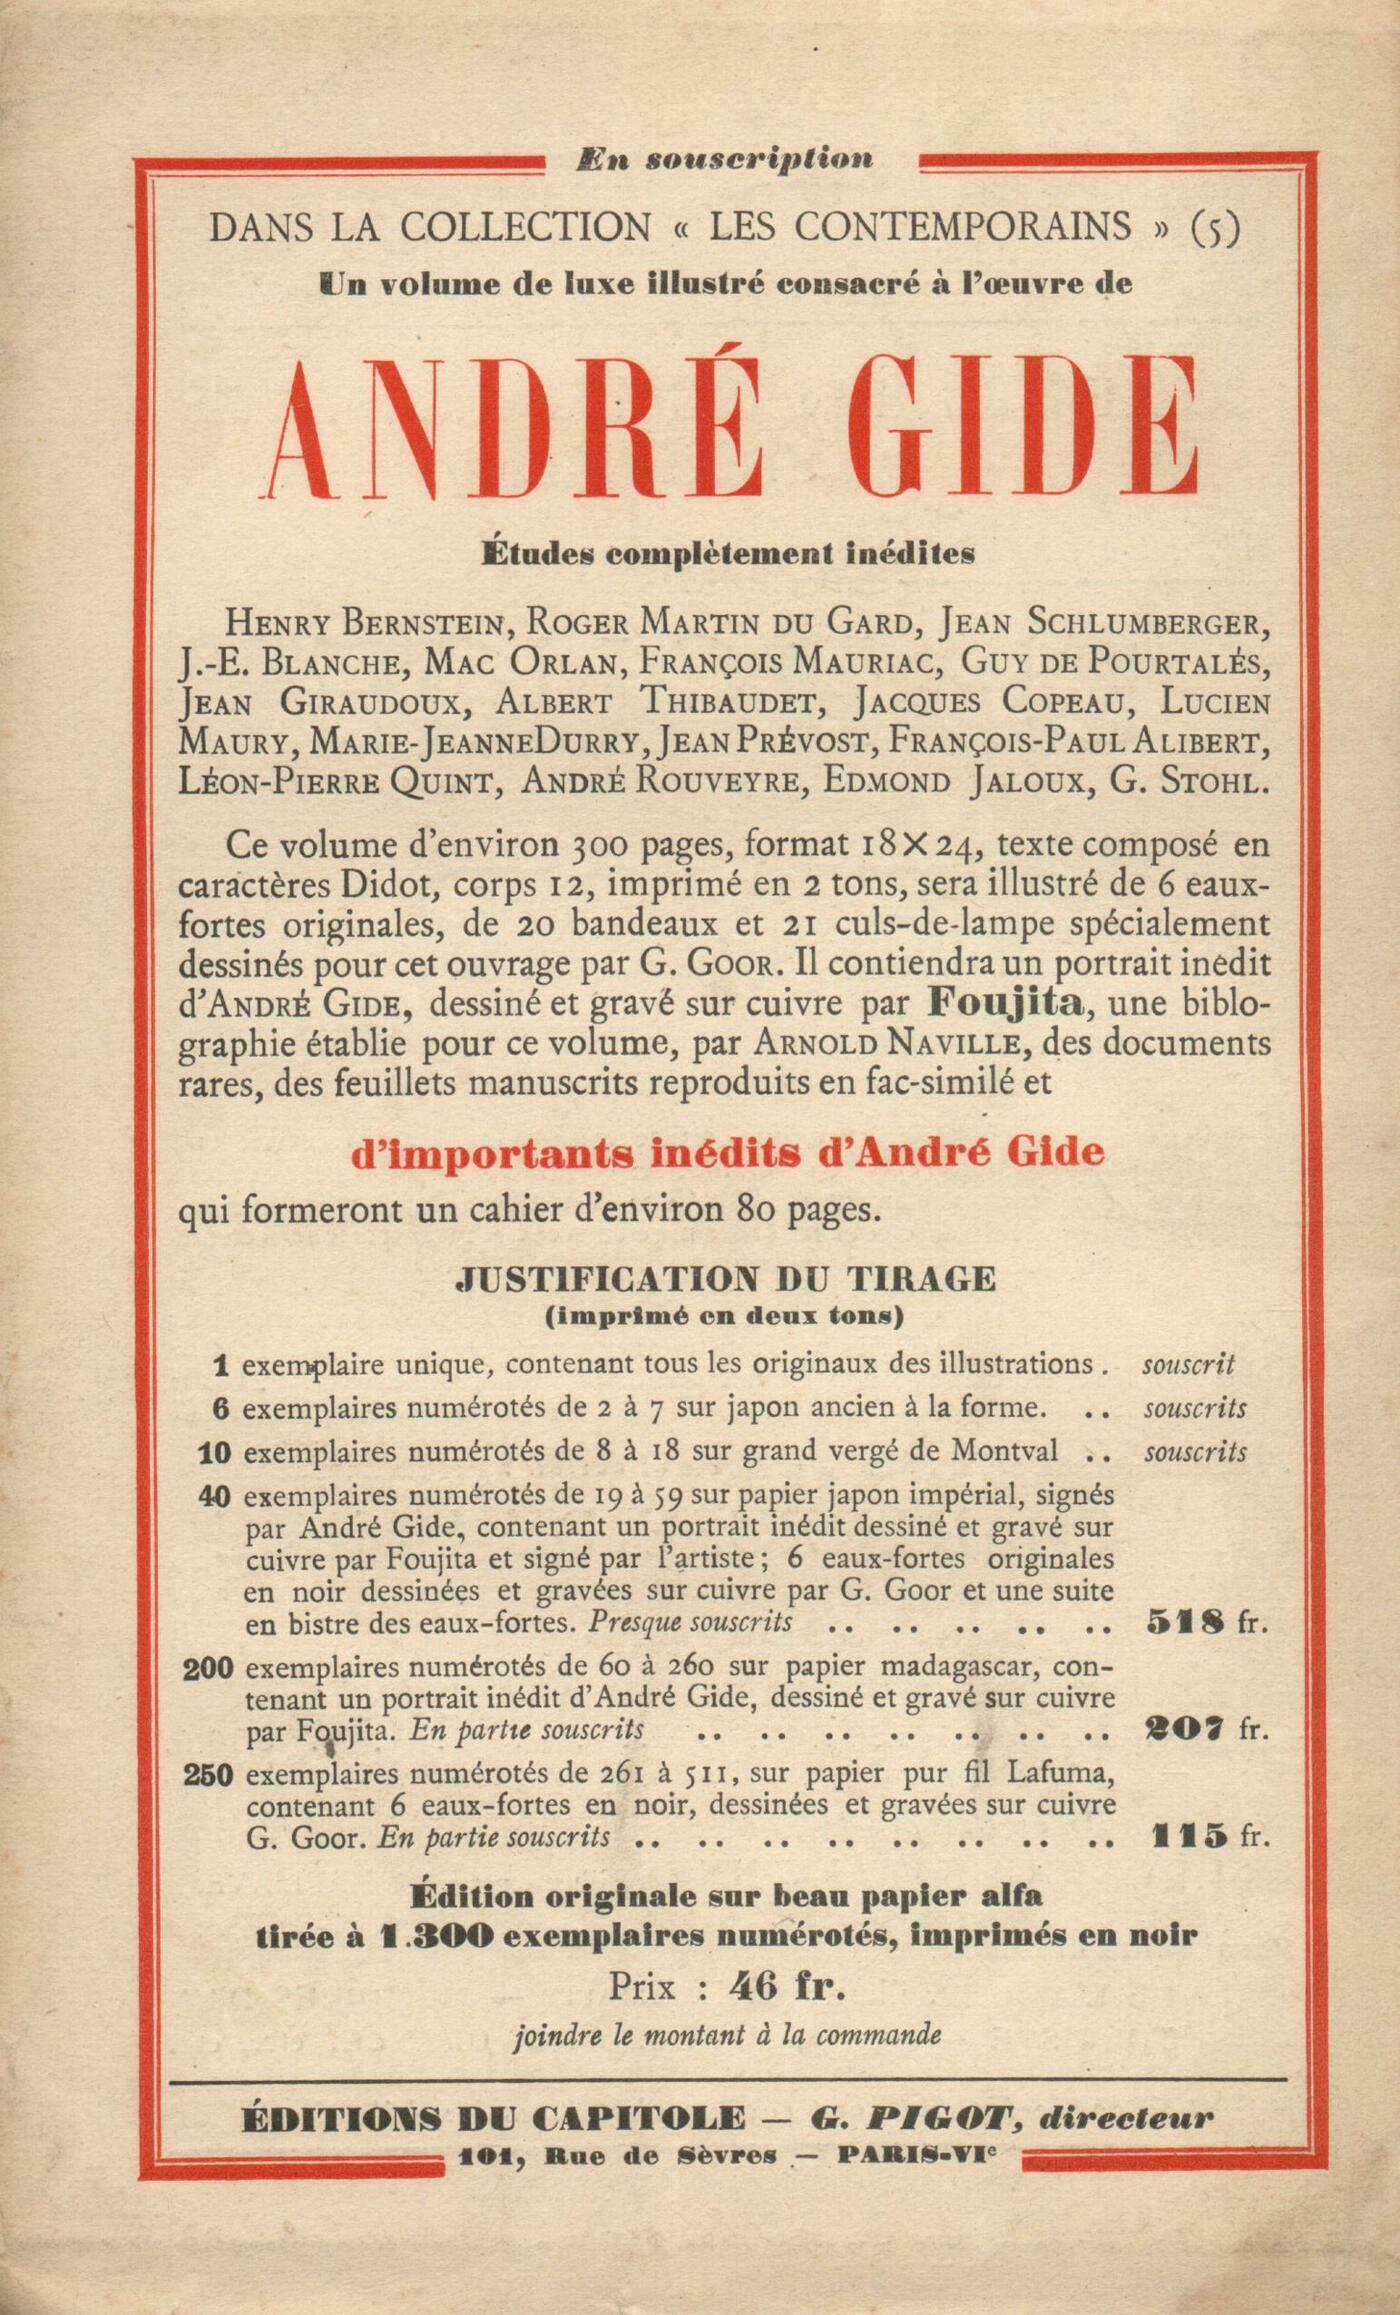 En souscription
DANS LA COLLECTION « LES CONTEMPORAINS » (5)
Un volume de luxe illustré consacré à l'œuvre de
ANDRÉ GIDE
Études complètement inédites
HENRY BERNSTEIN, ROGER MARTIN DU GARD, JEAN SCHLUMBERGER,
J.-E. BLANCHE, MAC ORLAN, FRANÇOIS MAURIAC, GUY DE POURTALÉS,
JEAN GIRAUDOUX, ALBERT THIBAUDET, JACQUES COPEAU, LUCIEN
MAURY, MARIE-JEANNE DURRY, JEAN PRÉVOST, FRANÇOIS-PAUL ALIBERT,
LÉON-PIERRE QUINT, ANDRÉ ROUVEYRE, EDMOND JALOUX, G. STOHL.
Ce volume d'environ 300 pages, format 18×24, texte composé en
caractères Didot, corps 12, imprimé en 2 tons, sera illustré de 6 eaux-
fortes originales, de 20 bandeaux et 21 culs-de-lampe spécialement
dessinés pour cet ouvrage par G. GOOR. Il contiendra un portrait inédit
d'ANDRÉ GIDE, dessiné et gravé sur cuivre par Foujita, une biblo-
graphie établie pour ce volume, par ARNOLD NAVILLE, des documents
rares, des feuillets manuscrits reproduits en fac-similé et
d'importants inédits d'André Gide
qui formeront un cahier d'environ 80 pages.
JUSTIFICATION DU TIRAGE
(imprimé en deux tons)
1 exemplaire unique, contenant tous les originaux des illustrations . souscrit
6 exemplaires numérotés de 2 à 7 sur japon ancien à la forme. .. souscrits
10 exemplaires numérotés de 8 à 18 sur grand vergé de Montval .. souscrits
40 exemplaires numérotés de 19 à 59 sur papier japon impérial, signés
par André Gide, contenant un portrait inédit dessiné et gravé sur
cuivre par Foujita et signé par l'artiste ; 6 eaux-fortes originales
en noir dessinées et gravées sur cuivre par G. Goor et une suite
en bistre des eaux-fortes. Presque souscrits .. .. .. .. .. 518 fr.
200 exemplaires numérotés de 60 à 260 sur papier madagascar, con-
tenant un portrait inédit d'André Gide, dessiné et gravé sur cuivre
par Foujita. En partie souscrits .. .. .. .. .. .. .. 207 fr.
250 exemplaires numérotés de 261 à 511, sur papier pur fil Lafuma,
contenant 6 eaux-fortes en noir, dessinées et gravées sur cuivre
G. Goor. En partie souscrits .. .. .. .. .. .. .. .. 115 fr.
Édition originale sur beau papier alfa
tirée à 1.300 exemplaires numérotés, imprimés en noir
Prix : 46 fr.
joindre le montant à la commande
ÉDITIONS DU CAPITOLE — G. PIGOT, directeur
101, Rue de Sèvres — PARIS-VIe